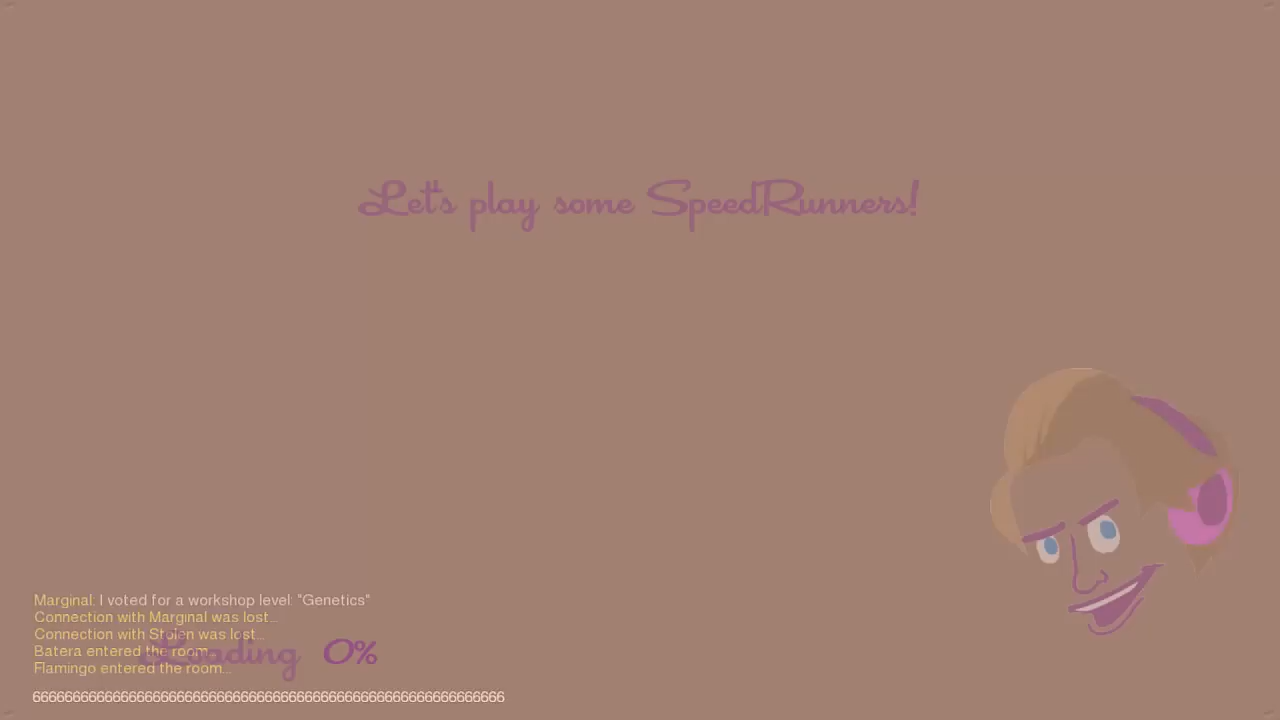 Let's play some SpeedRunners!
Marginal: I voted for a workshop level: "Genetics"
Connection with Marginal was lost...
Connection with Stolen was lost...
Batera entered the room...
Loading 0%
Flamingo entered the room...
66666666666666666666666666666666666666666666666666666666666